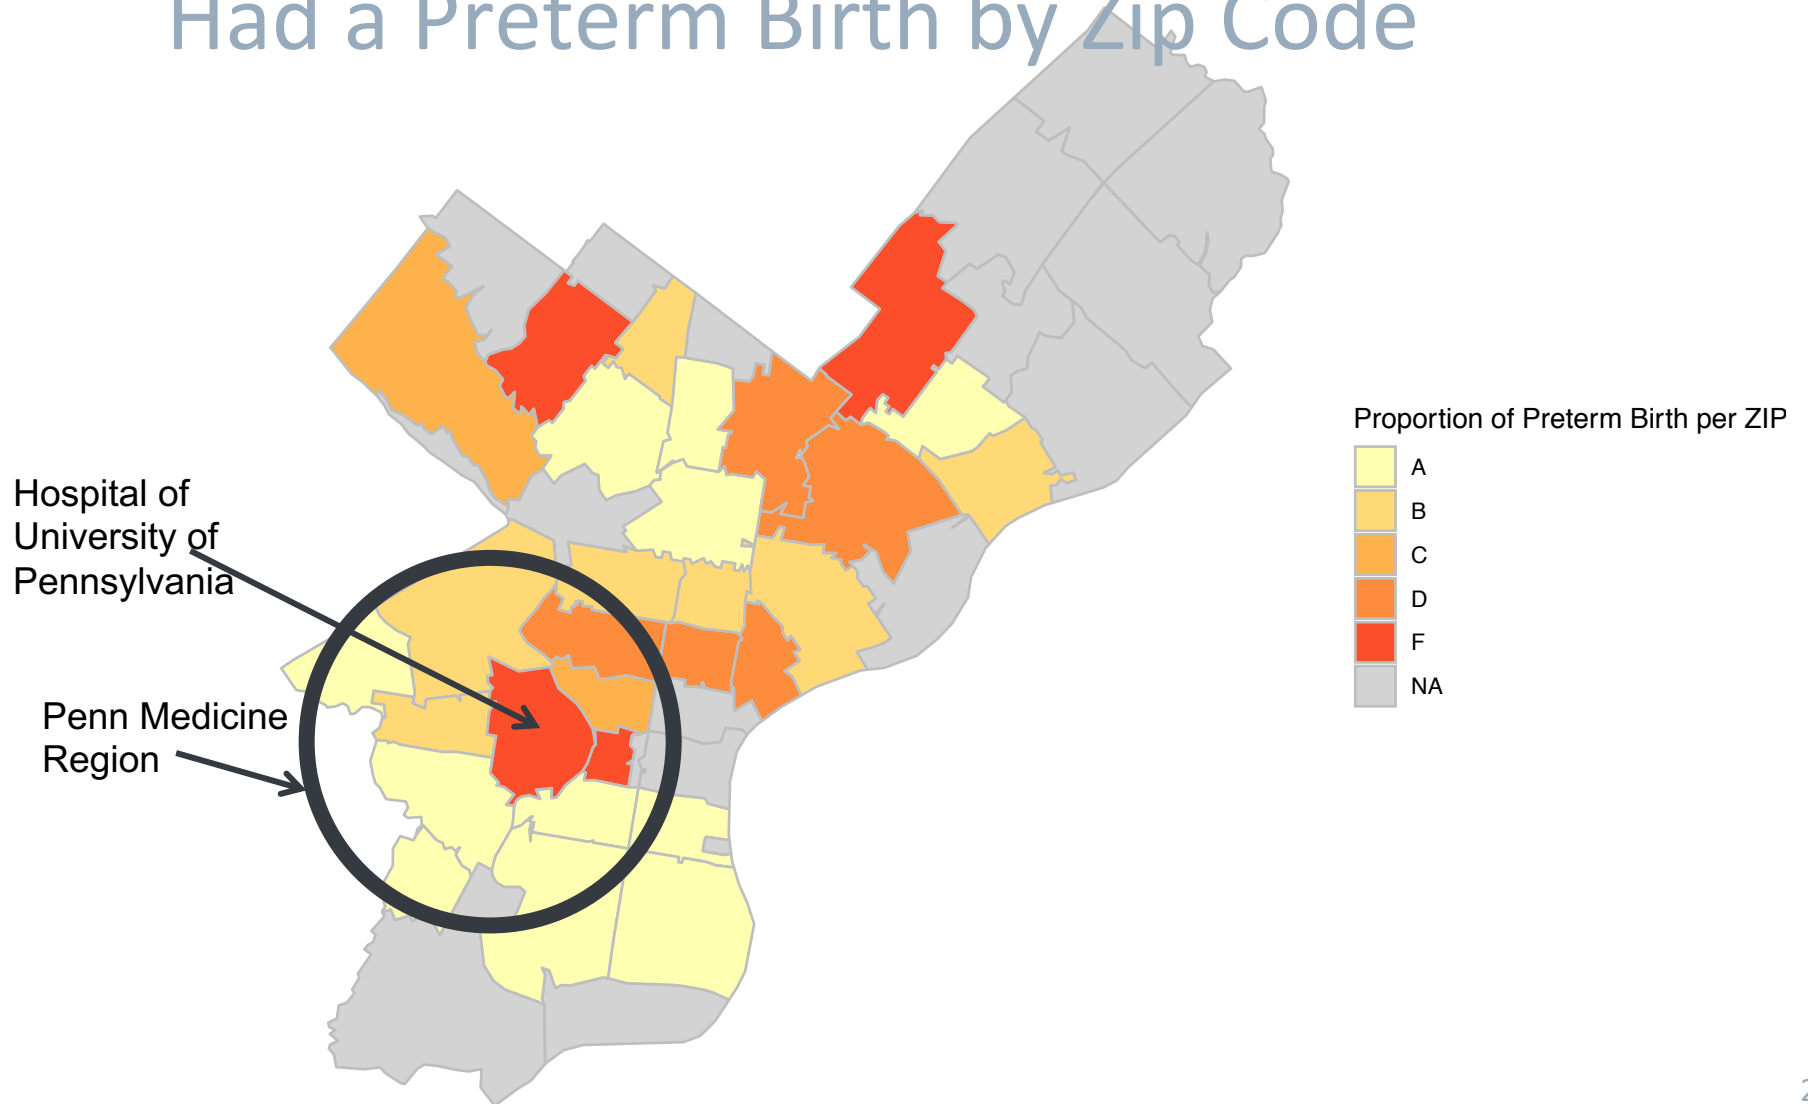 Had a Preterm Birth by Zip Code
Hospital of
University of
Pennsylvania
Penn Medicine
Region
Proportion of Preterm Birth per ZIP
A
B
C
D
F
NA